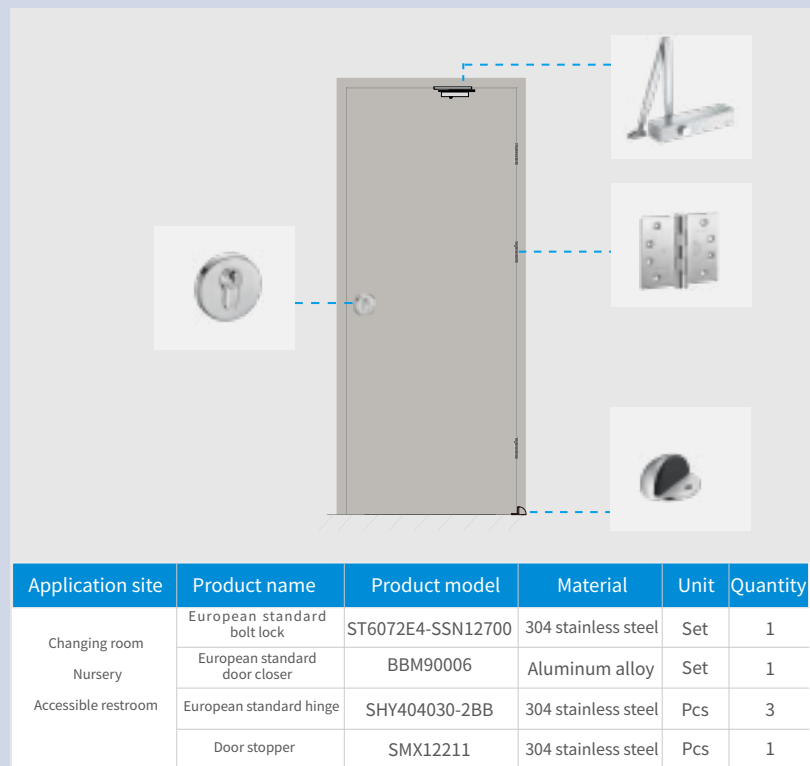 Application site Product name Product model Material Unit Quantity
Changing room
Nursery
Accessible restroom
European standard
bolt lock
ST6072E4-SSN12700 304 stainless steel Set 1
European standard
door closer
BBM90006 Aluminum alloy Set 1
European standard hinge SHY404030-2BB 304 stainless steel Pcs 3
Door stopper SMX12211 304 stainless steel Pcs 1